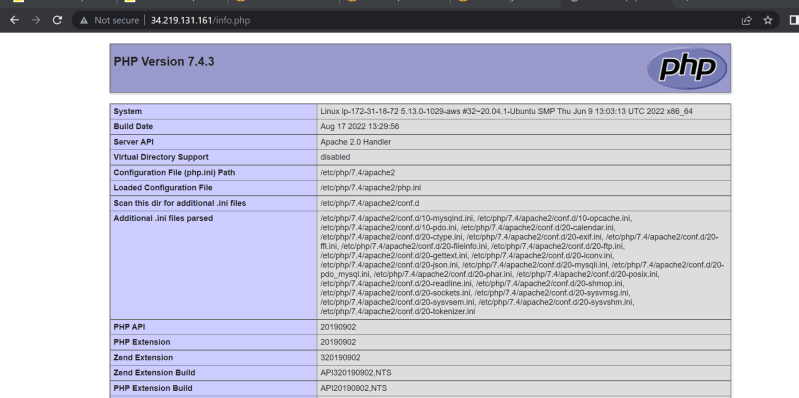 Not secure | 34.219.131.161/info.php
PHP Version 7.4.3
php
System Linux ip-172-31-18-72 5.13.0-1029-aws #32~20.04.1-Ubuntu SMP Thu Jun 9 13:03:13 UTC 2022 x86_64
Build Date Aug 17 2022 13:29:56
Server API Apache 2.0 Handler
Virtual Directory Support disabled
Configuration File (php.ini) Path /etc/php/7.4/apache2
Loaded Configuration File /etc/php/7.4/apache2/php.ini
Scan this dir for additional .ini files /etc/php/7.4/apache2/conf.d
Additional .ini files parsed /etc/php/7.4/apache2/conf.d/10-mysqlnd.ini, /etc/php/7.4/apache2/conf.d/10-opcache.ini,
/etc/php/7.4/apache2/conf.d/10-pdo.ini, /etc/php/7.4/apache2/conf.d/20-calendar.ini,
/etc/php/7.4/apache2/conf.d/20-ctype.ini, /etc/php/7.4/apache2/conf.d/20-exif.ini, /etc/php/7.4/apache2/conf.d/20-
ffi.ini, /etc/php/7.4/apache2/conf.d/20-fileinfo.ini, /etc/php/7.4/apache2/conf.d/20-ftp.ini,
/etc/php/7.4/apache2/conf.d/20-gettext.ini, /etc/php/7.4/apache2/conf.d/20-iconv.ini,
/etc/php/7.4/apache2/conf.d/20-json.ini, /etc/php/7.4/apache2/conf.d/20-mysqli.ini, /etc/php/7.4/apache2/conf.d/20-
pdo_mysql.ini, /etc/php/7.4/apache2/conf.d/20-phar.ini, /etc/php/7.4/apache2/conf.d/20-posix.ini,
/etc/php/7.4/apache2/conf.d/20-readline.ini, /etc/php/7.4/apache2/conf.d/20-shmop.ini,
/etc/php/7.4/apache2/conf.d/20-sockets.ini, /etc/php/7.4/apache2/conf.d/20-sysvmsg.ini,
/etc/php/7.4/apache2/conf.d/20-sysvsem.ini, /etc/php/7.4/apache2/conf.d/20-sysvshm.ini,
/etc/php/7.4/apache2/conf.d/20-tokenizer.ini
PHP API 20190902
PHP Extension 20190902
Zend Extension 320190902
Zend Extension Build API320190902,NTS
PHP Extension Build API20190902,NTS